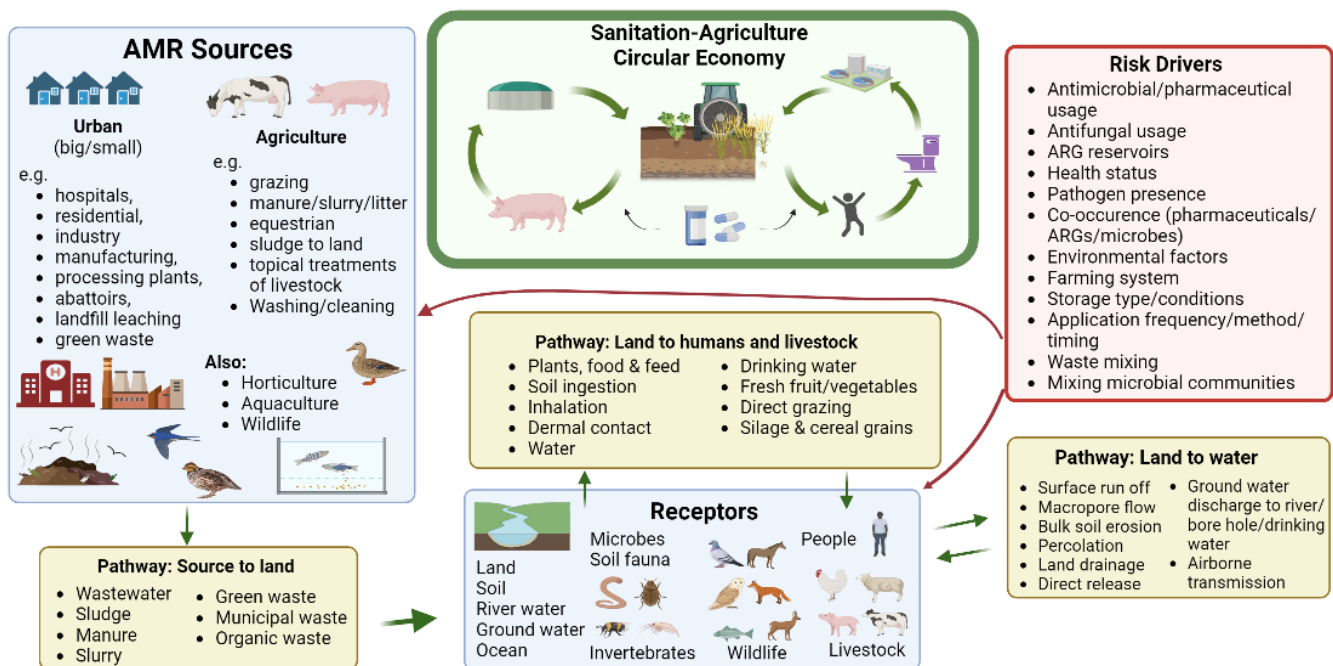 AMR Sources
Urban
(big/small)
e.g.
• hospitals,
• residential,
• industry
• manufacturing,
• processing plants,
• abattoirs,
• landfill leaching
• green waste
Agriculture
e.g.
• grazing
• manure/slurry/litter
• equestrian
• sludge to land
• topical treatments
of livestock
• Washing/cleaning
Also:
• Horticulture
• Aquaculture
• Wildlife
H
Sanitation-Agriculture
Circular Economy
Risk Drivers
• Antimicrobial/pharmaceutical
usage
• Antifungal usage
• ARG reservoirs
• Health status
• Pathogen presence
• Co-occurence (pharmaceuticals/
ARGs/microbes)
• Environmental factors
• Farming system
• Storage type/conditions
• Application frequency/method/
timing
• Waste mixing
• Mixing microbial communities
Pathway: Land to humans and livestock
• Plants, food & feed
• Soil ingestion
• Inhalation
• Dermal contact
• Water
• Drinking water
• Fresh fruit/vegetables
• Direct grazing
• Silage & cereal grains
Pathway: Land to water
• Surface run off
• Macropore flow
• Bulk soil erosion
• Percolation
• Land drainage
• Direct release
• Ground water
discharge to river/
bore hole/drinking
water
• Airborne
transmission
Pathway: Source to land
• Wastewater
• Sludge
• Manure
• Slurry
• Green waste
• Municipal waste
• Organic waste
Receptors
Land
Soil
River water
Ground water
Ocean
Microbes
Soil fauna
Invertebrates
Wildlife
People
Livestock